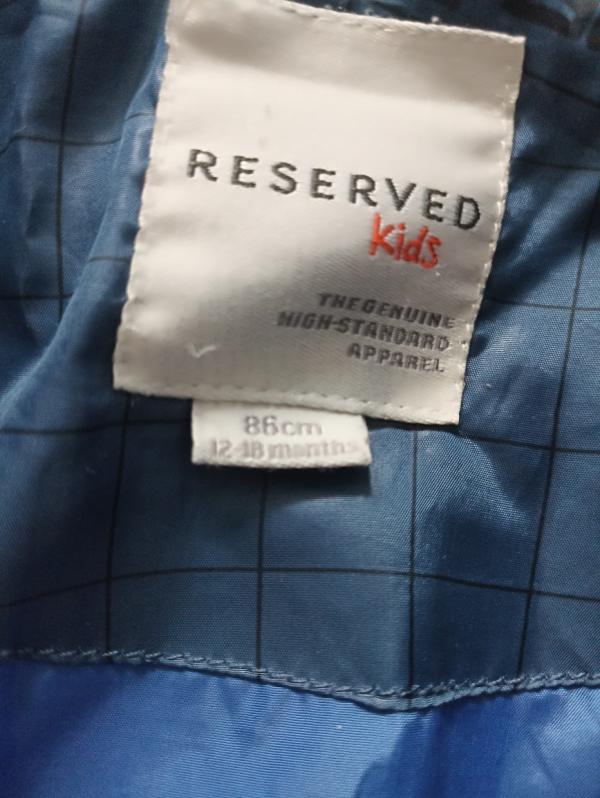 RESERVED
Kids
THE GENUINE
HIGH-STANDARD
APPAREL
86cm
12-18 months